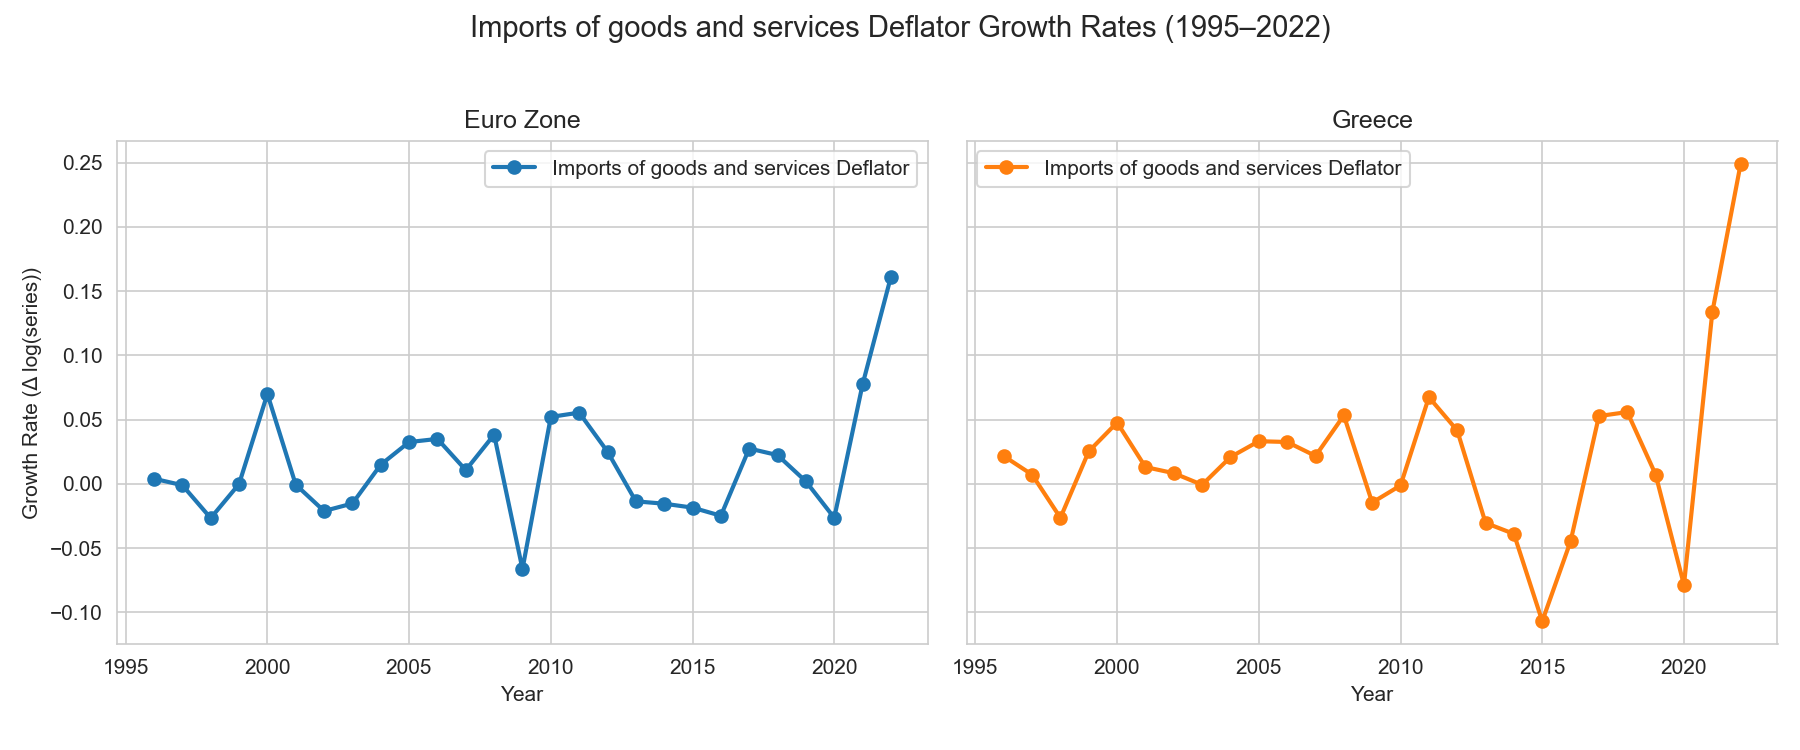 Imports of goods and services Deflator Growth Rates (1995–2022)
Euro Zone
Greece
Imports of goods and services Deflator
Imports of goods and services Deflator
0.25
0.20
0.15
0.10
0.05
0.00
−0.05
−0.10
Growth Rate (Δ log(series))
1995 2000 2005 2010 2015 2020
1995 2000 2005 2010 2015 2020
Year
Year